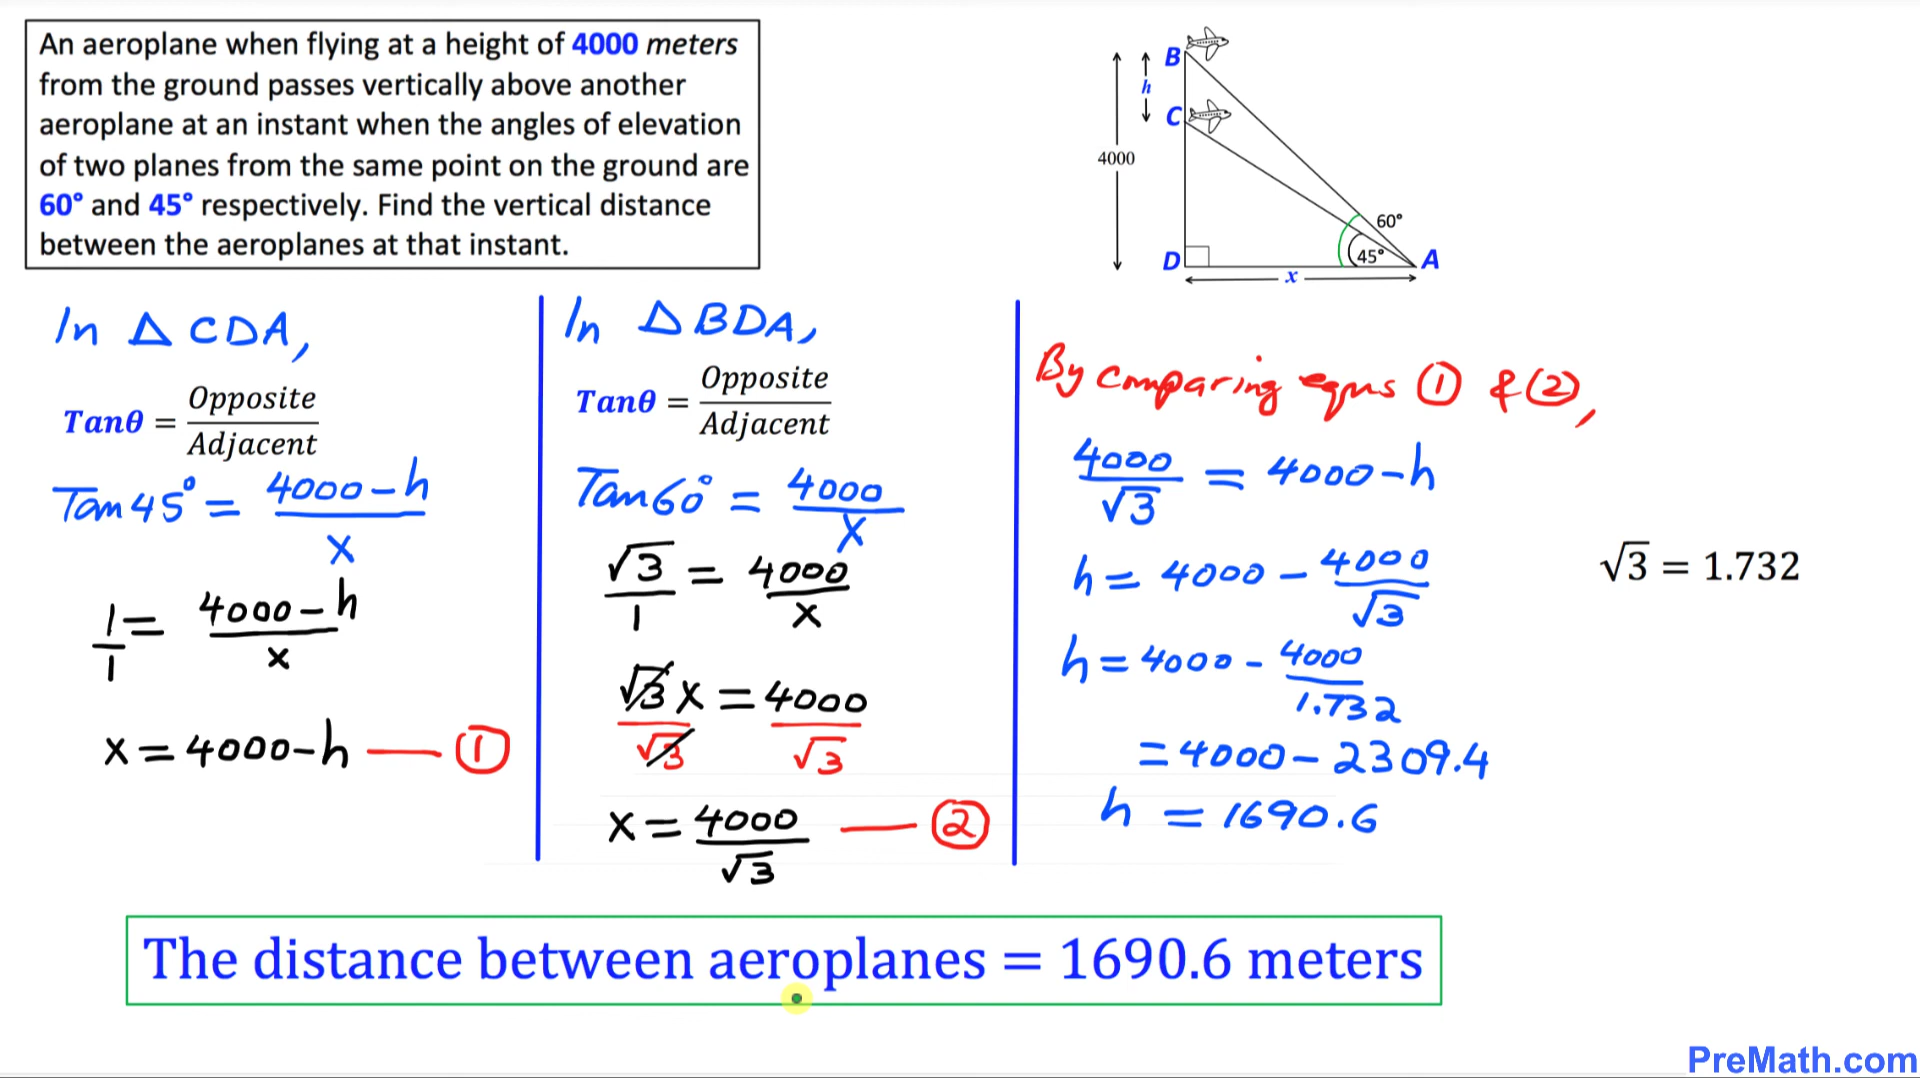 An aeroplane when flying at a height of 4000 meters
from the ground passes vertically above another
aeroplane at an instant when the angles of elevation
of two planes from the same point on the ground are
60° and 45° respectively. Find the vertical distance
between the aeroplanes at that instant.
B
h
C
4000
60°
45°
D
A
x
In △ CDA,
Tanθ = Opposite / Adjacent
Tan 45° = 4000-h / x
1/1 = 4000-h / x
x = 4000-h — ①
In △ BDA,
Tanθ = Opposite / Adjacent
Tan 60° = 4000 / x
√3 / 1 = 4000 / x
√3 x / √3 = 4000 / √3
x = 4000 / √3 — ②
By comparing eqns ① & ②,
4000 / √3 = 4000-h
h = 4000 - 4000 / √3
h = 4000 - 4000 / 1.732
= 4000 - 2309.4
h = 1690.6
√3 = 1.732
The distance between aeroplanes = 1690.6 meters
PreMath.com